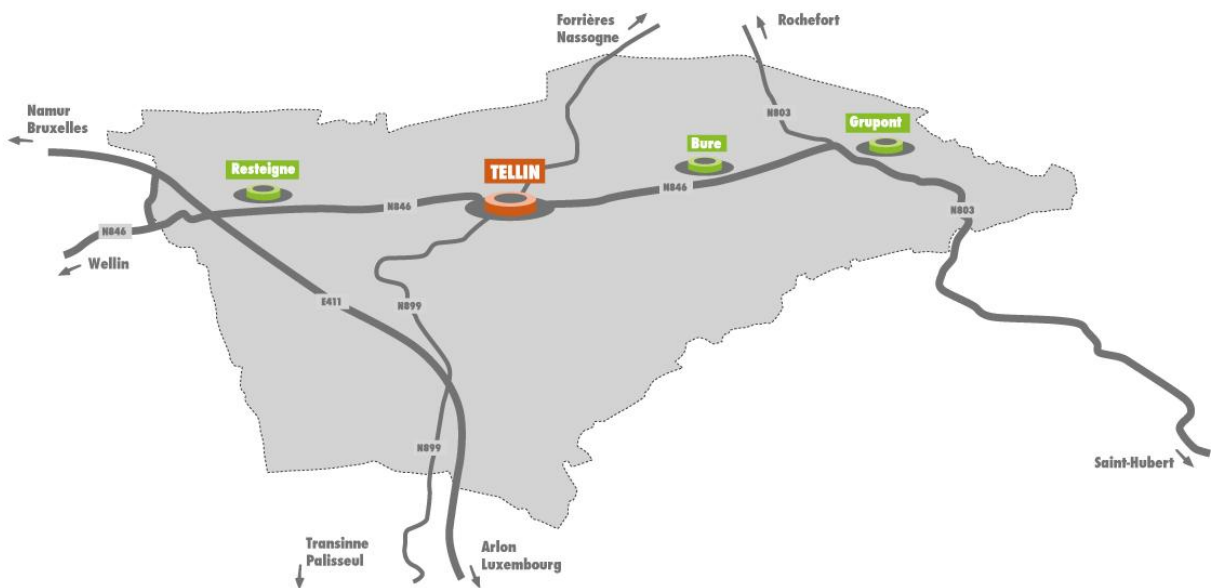 Forrières
Nassogne
Rochefort
Namur
Bruxelles
N803
Grupont
Bure
Resteigne
TELLIN
N846
N846
N803
N846
Wellin
E411
N899
N899
Saint-Hubert
Transinne
Palisseul
Arlon
Luxembourg